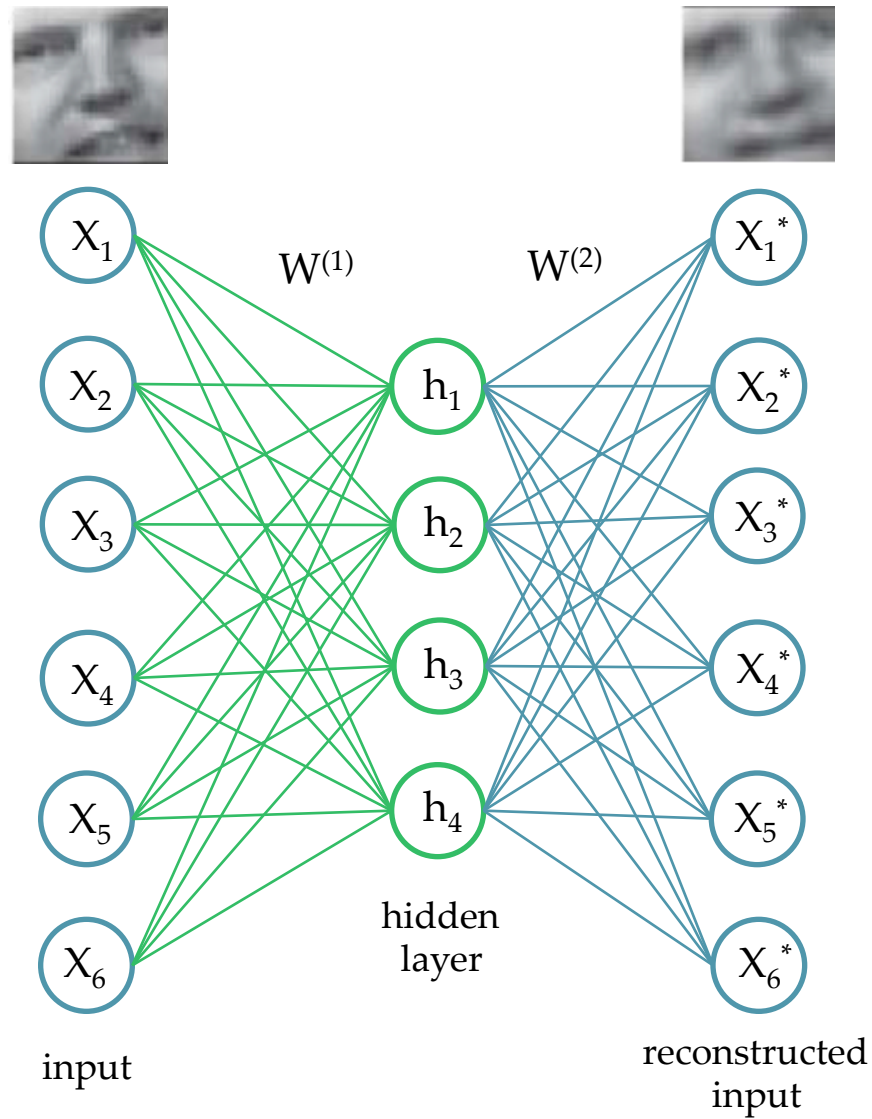 X₁
W⁽¹⁾
W⁽²⁾
X₁*
X₂
h₁
X₂*
X₃
h₂
X₃*
X₄
h₃
X₄*
X₅
h₄
X₅*
X₆
hidden
layer
X₆*
input
reconstructed
input